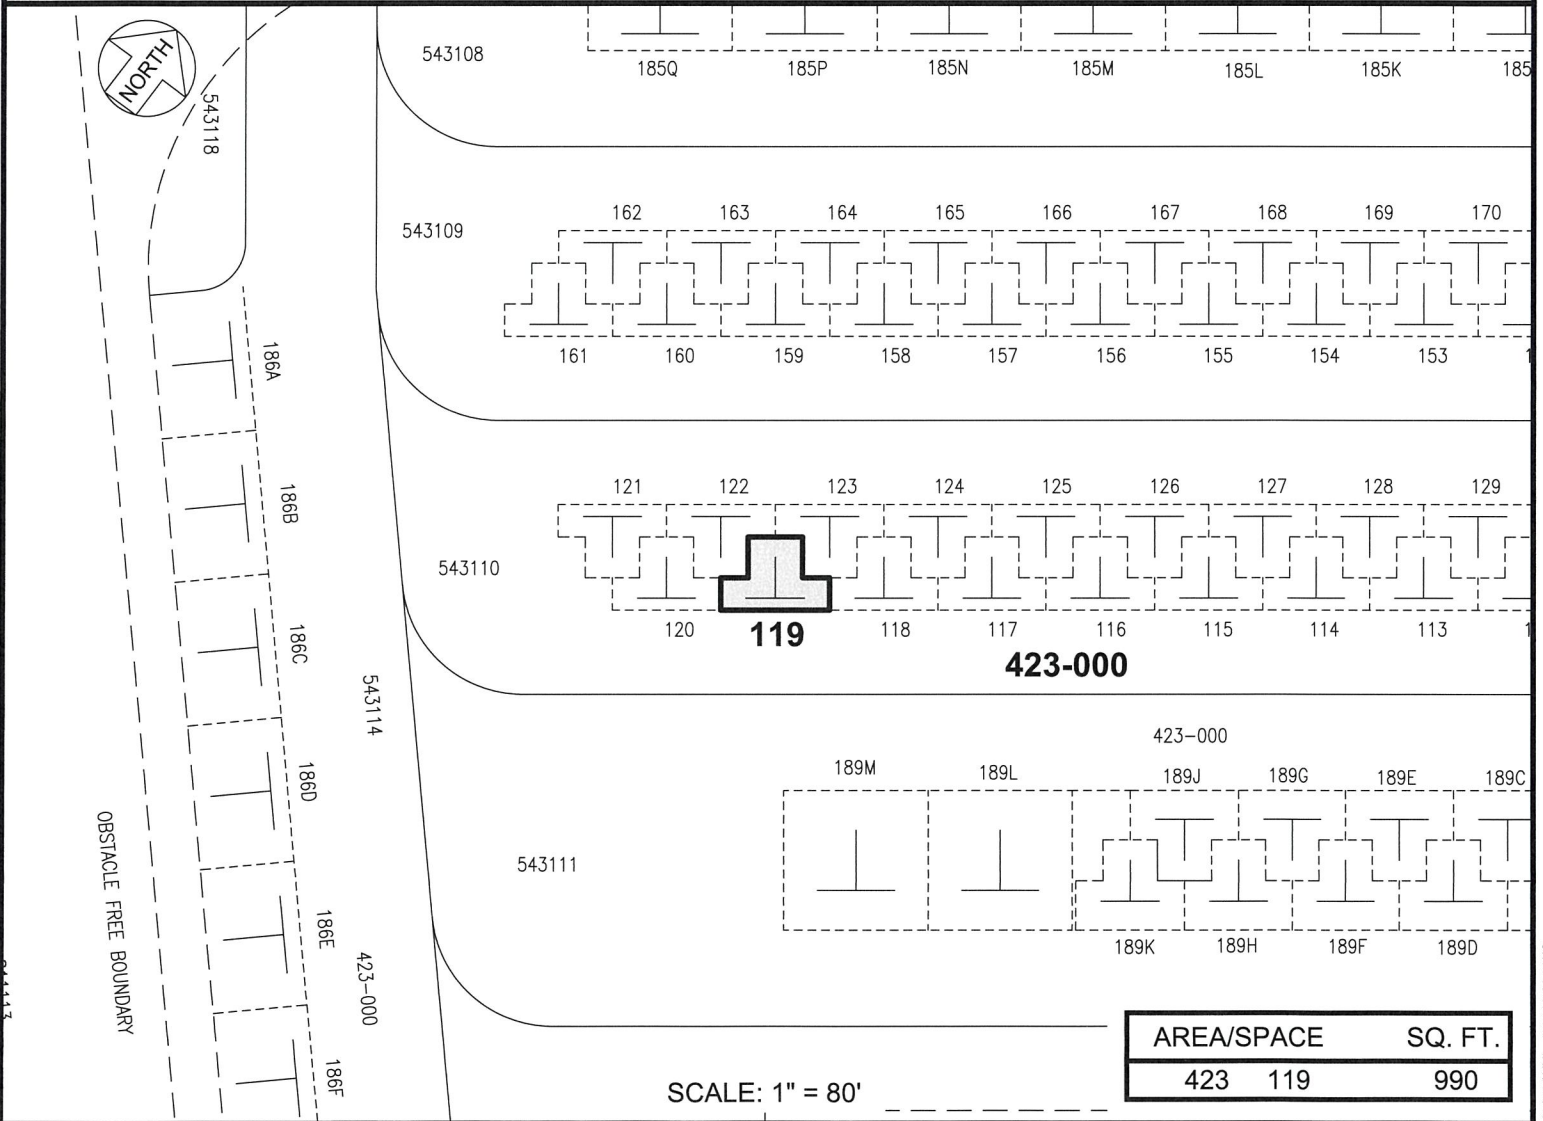 NORTH
543118
543108
185Q 185P 185N 185M 185L 185K 185
543109
162 163 164 165 166 167 168 169 170
161 160 159 158 157 156 155 154 153
186A
186B
186C
186D
186E
186F
543110
121 122 123 124 125 126 127 128 129
120 119 118 117 116 115 114 113
423-000
543114
423-000
189M 189L 189J 189G 189E 189C
543111
189K 189H 189F 189D
OBSTACLE FREE BOUNDARY
423-000
AREA/SPACE SQ. FT.
423 119 990
SCALE: 1" = 80'